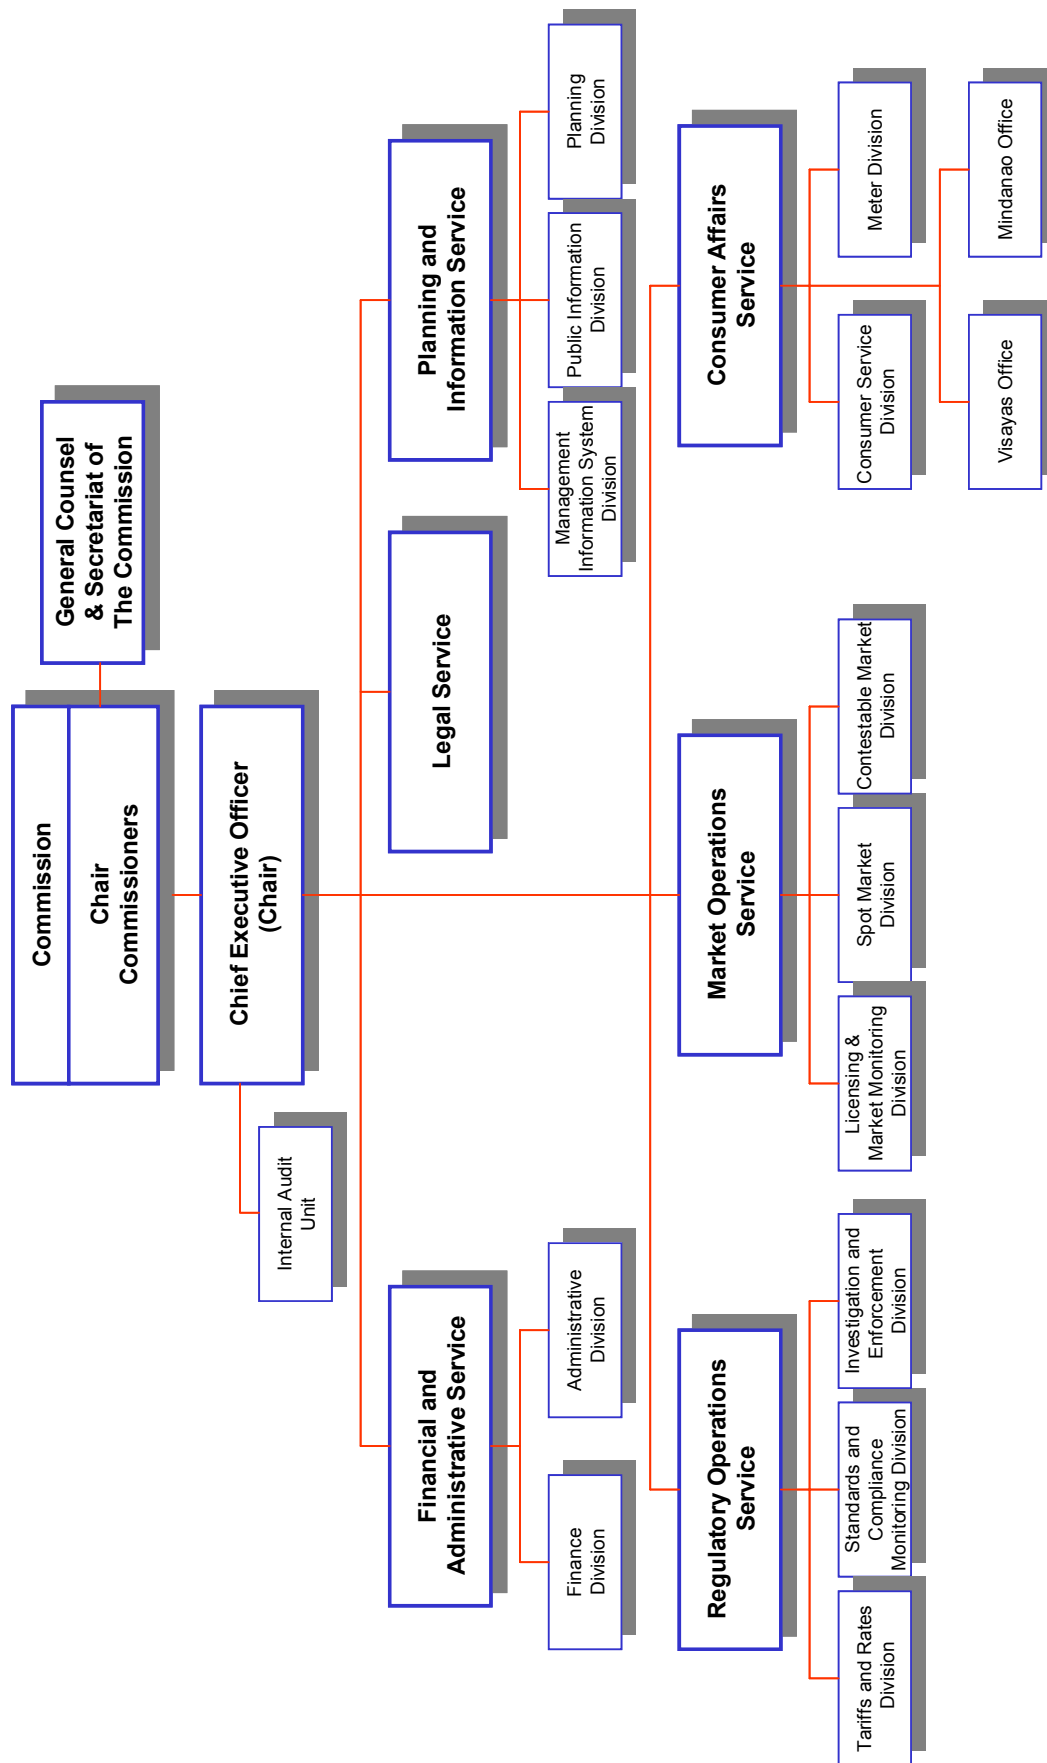 Commission
Chair
Commissioners
General Counsel
& Secretariat of
The Commission
Chief Executive Officer
(Chair)
Internal Audit
Unit
Financial and
Administrative Service
Legal Service
Planning and
Information Service
Finance
Division
Administrative
Division
Management
Information System
Division
Public Information
Division
Planning
Division
Regulatory Operations
Service
Market Operations
Service
Consumer Affairs
Service
Tariffs and Rates
Division
Standards and
Compliance
Monitoring Division
Investigation and
Enforcement
Division
Licensing &
Market Monitoring
Division
Spot Market
Division
Contestable Market
Division
Consumer Service
Division
Meter Division
Visayas Office
Mindanao Office